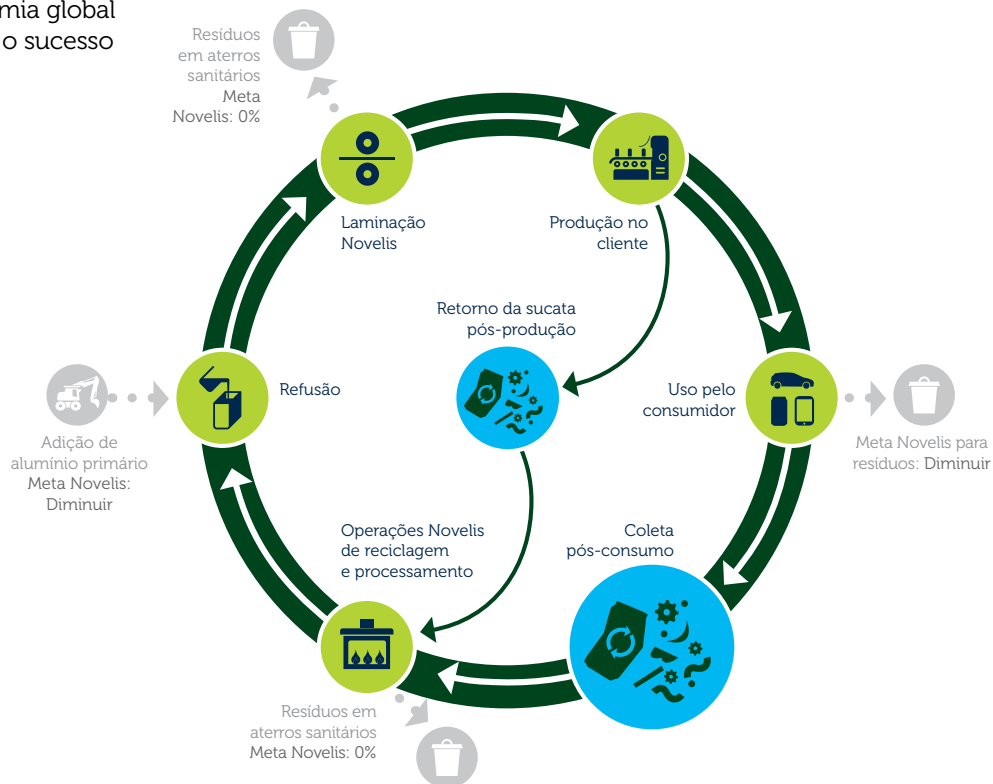 mia global
o sucesso
Resíduos
em aterros
sanitários
Meta
Novelis: 0%
Laminação
Novelis
Produção no
cliente
Retorno da sucata
pós-produção
Refusão
Uso pelo
consumidor
Adição de
alumínio primário
Meta Novelis:
Diminuir
Meta Novelis para
resíduos: Diminuir
Operações Novelis
de reciclagem
e processamento
Coleta
pós-consumo
Resíduos em
aterros sanitários
Meta Novelis: 0%